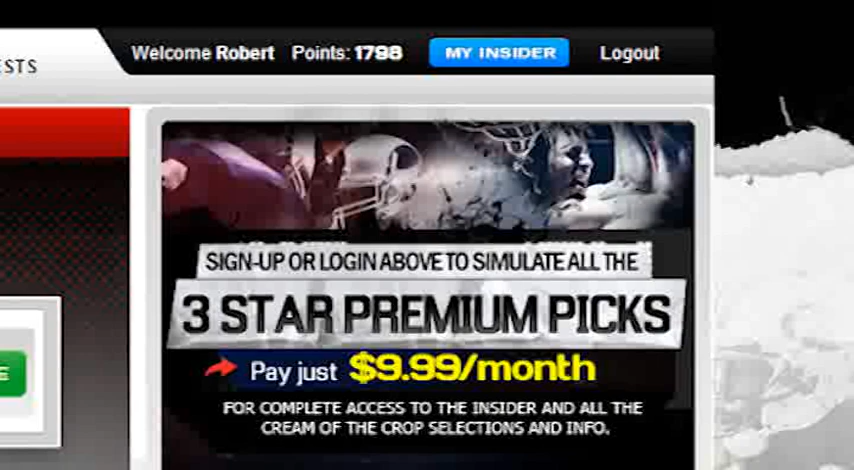 Welcome Robert Points: 1798 MY INSIDER Logout
ESTS
SIGN-UP OR LOGIN ABOVE TO SIMULATE ALL THE
3 STAR PREMIUM PICKS
Pay just $9.99/month
FOR COMPLETE ACCESS TO THE INSIDER AND ALL THE
CREAM OF THE CROP SELECTIONS AND INFO.
E